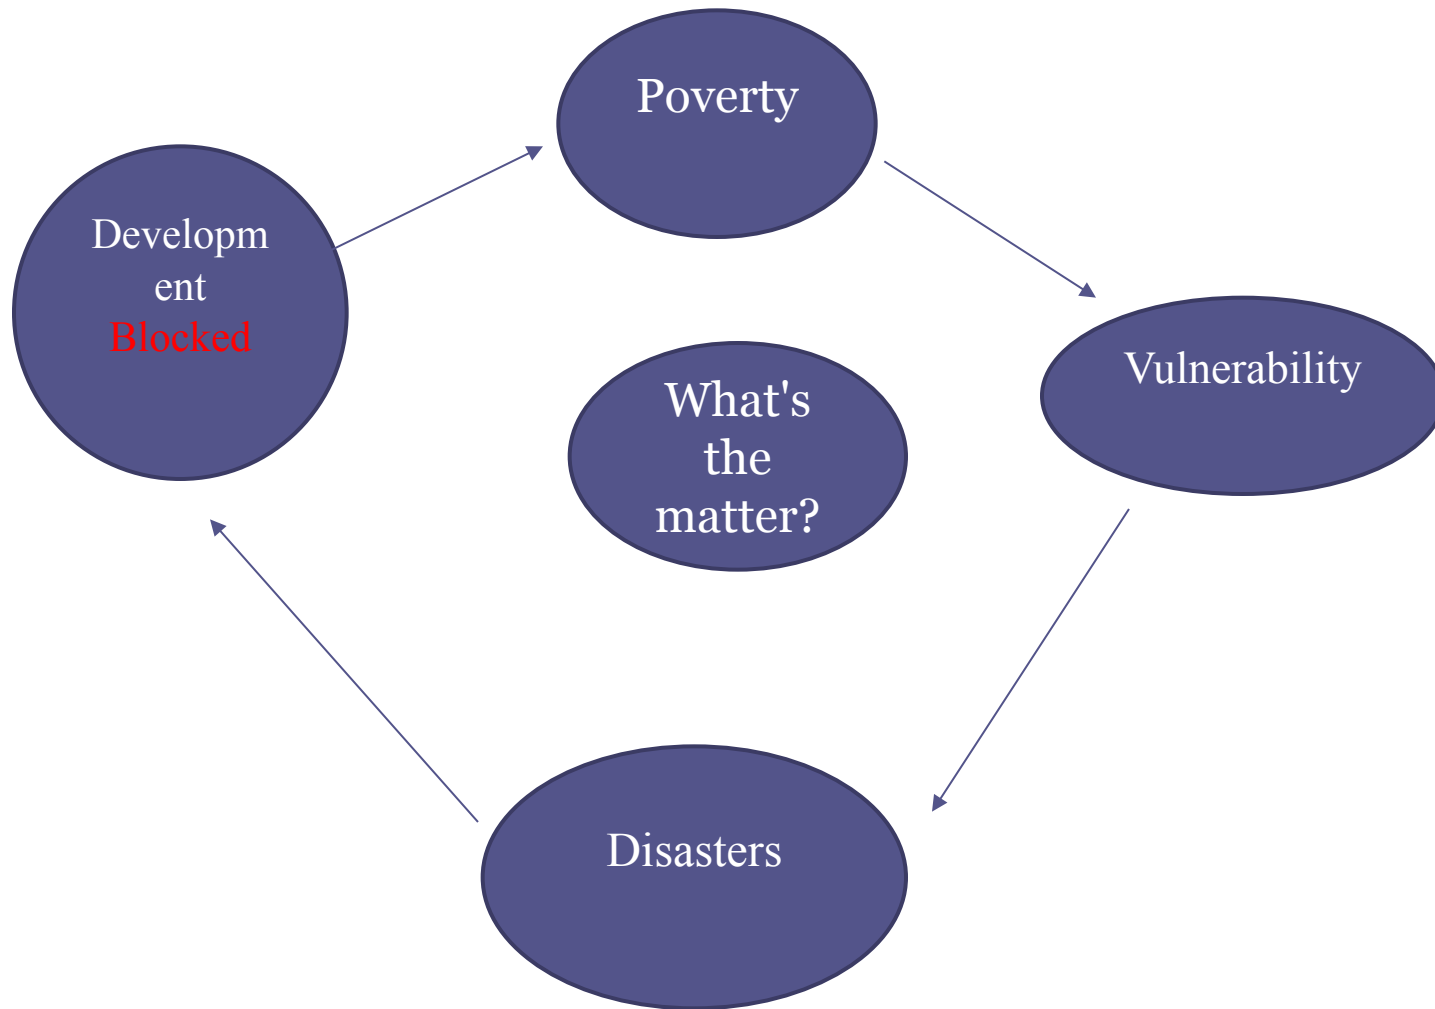 Poverty
Developm
ent
Blocked
Vulnerability
What's
the
matter?
Disasters